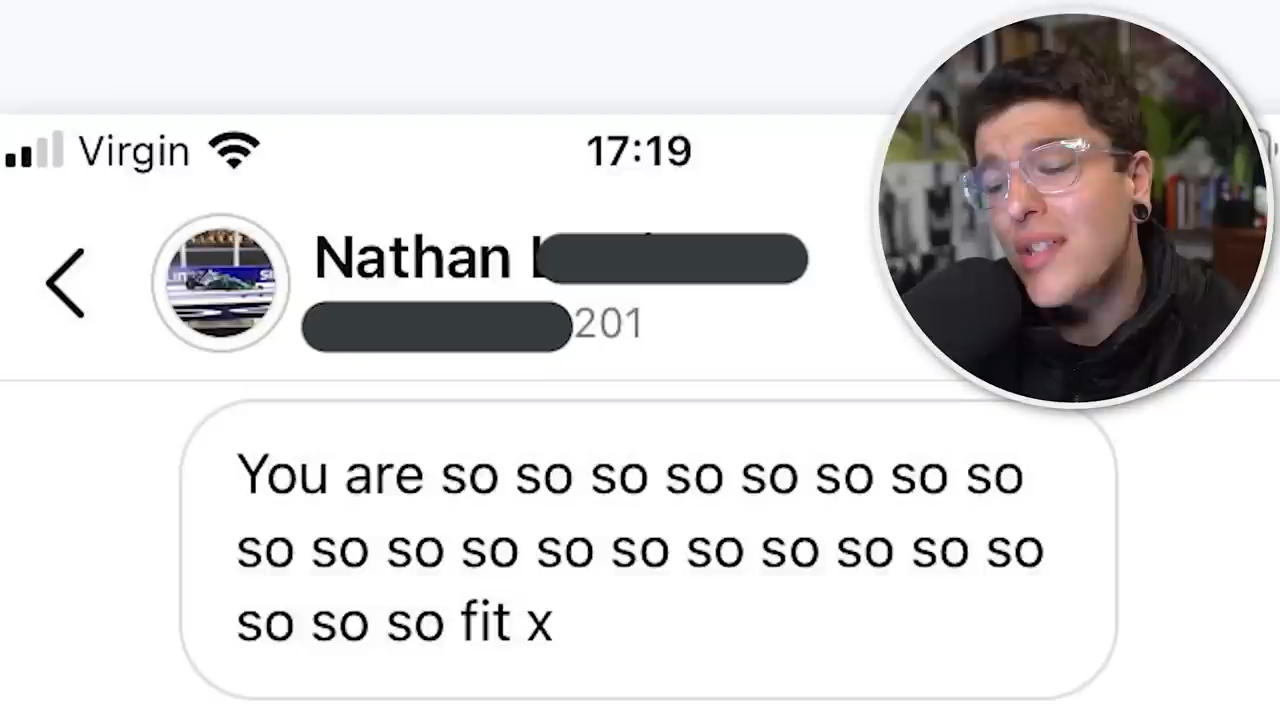 Virgin
17:19
Nathan
201
You are so so so so so so so so
so so so so so so so so so so so
so so so fit x